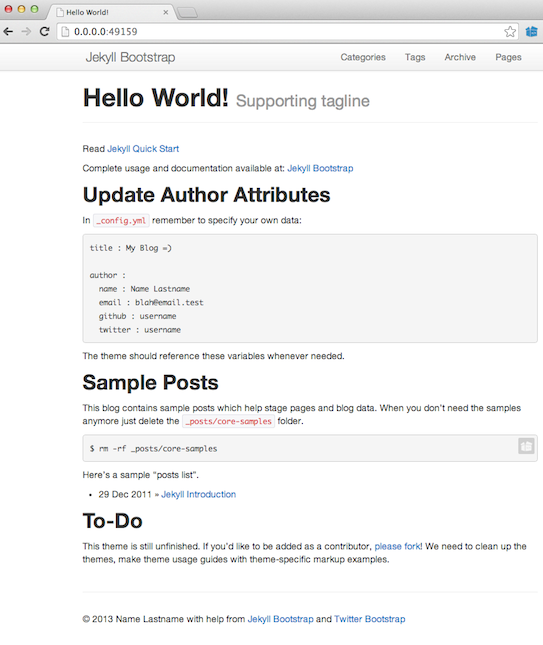 Hello World!
0.0.0.0:49159
Jekyll Bootstrap Categories Tags Archive Pages
Hello World! Supporting tagline
Read Jekyll Quick Start
Complete usage and documentation available at: Jekyll Bootstrap
Update Author Attributes
In _config.yml remember to specify your own data:
title : My Blog =)
author :
name : Name Lastname
email : blah@email.test
github : username
twitter : username
The theme should reference these variables whenever needed.
Sample Posts
This blog contains sample posts which help stage pages and blog data. When you don't need the samples
anymore just delete the _posts/core-samples folder.
$ rm -rf _posts/core-samples
Here's a sample "posts list".
• 29 Dec 2011 » Jekyll Introduction
To-Do
This theme is still unfinished. If you'd like to be added as a contributor, please fork! We need to clean up the
themes, make theme usage guides with theme-specific markup examples.
© 2013 Name Lastname with help from Jekyll Bootstrap and Twitter Bootstrap